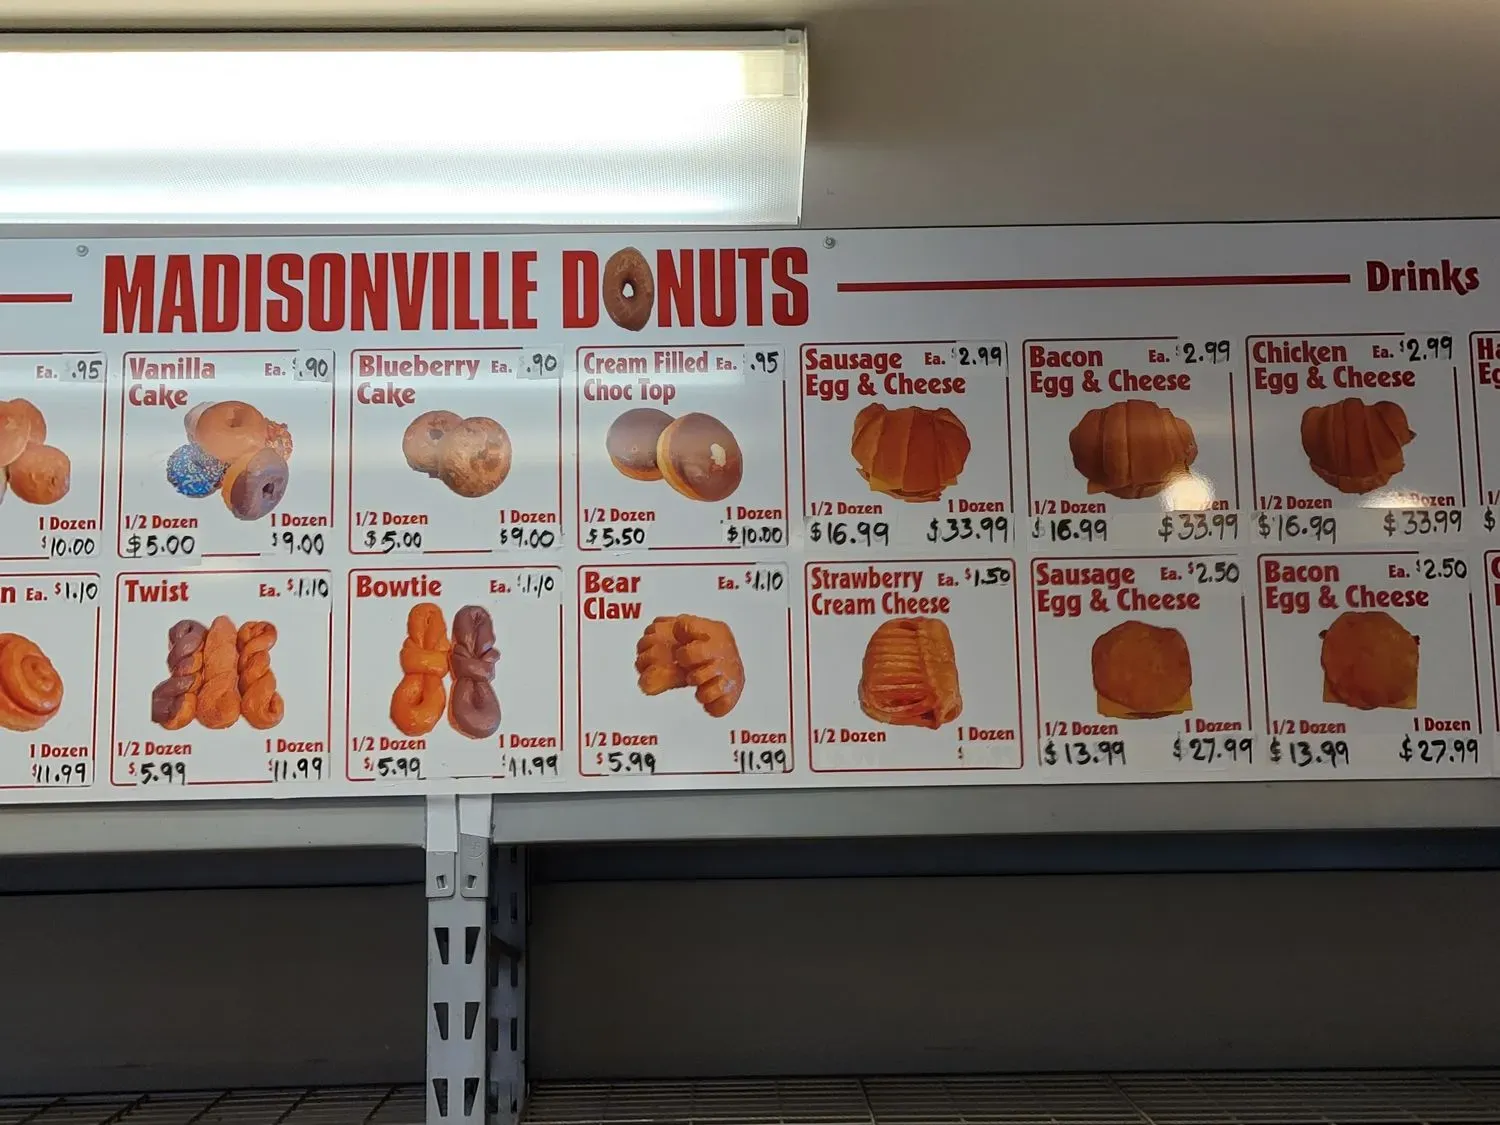 MADISONVILLE DONUTS
Drinks
Ea. .95
1 Dozen
$10.00
Vanilla Ea. $.90
Cake
1/2 Dozen 1 Dozen
$5.00 $9.00
Blueberry Ea. .90
Cake
1/2 Dozen 1 Dozen
$5.00 $9.00
Cream Filled Ea. .95
Choc Top
1/2 Dozen 1 Dozen
$5.50 $10.00
Sausage Ea. $2.99
Egg & Cheese
1/2 Dozen 1 Dozen
$16.99 $33.99
Bacon Ea. $2.99
Egg & Cheese
1/2 Dozen
$16.99 $33.99
Chicken Ea. $2.99
Egg & Cheese
1/2 Dozen 1 Dozen
$16.99 $33.99
Ea. $1.10
1 Dozen
$11.99
Twist Ea. $1.10
1/2 Dozen 1 Dozen
$5.99 $11.99
Bowtie Ea. $1.10
1/2 Dozen 1 Dozen
$5.99 $11.99
Bear Ea. $1.10
Claw
1/2 Dozen 1 Dozen
$5.99 $11.99
Strawberry Ea. $1.50
Cream Cheese
1/2 Dozen 1 Dozen
$
Sausage Ea. $2.50
Egg & Cheese
1/2 Dozen 1 Dozen
$13.99 $27.99
Bacon Ea. $2.50
Egg & Cheese
1/2 Dozen 1 Dozen
$13.99 $27.99